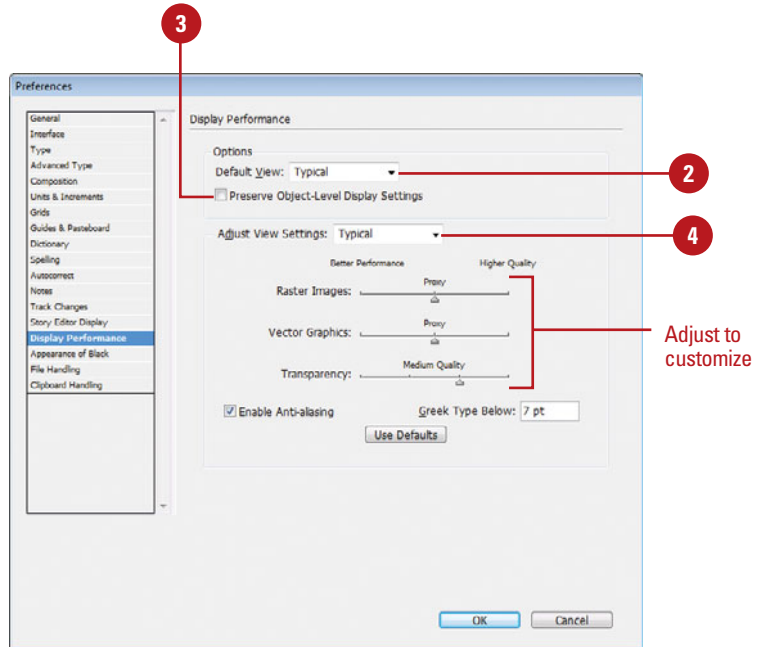 3
Preferences
General
Interface
Type
Advanced Type
Composition
Units & Increments
Grids
Guides & Pasteboard
Dictionary
Spelling
Autocorrect
Notes
Track Changes
Story Editor Display
Display Performance
Appearance of Black
File Handling
Clipboard Handling
Display Performance
Options
Default View: Typical
2
Preserve Object-Level Display Settings
Adjust View Settings: Typical
4
Better Performance Higher Quality
Raster Images: Proxy
Vector Graphics: Proxy
Transparency: Medium Quality
Adjust to
customize
Enable Anti-aliasing Greek Type Below: 7 pt
Use Defaults
OK Cancel